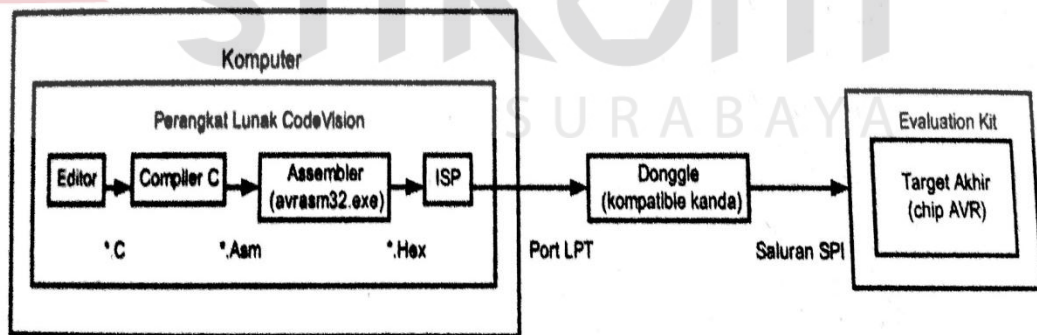 SURABAYA
Komputer
Perangkat Lunak CodeVision
Editor
Compiler C
Assembler
(avrasm32.exe)
ISP
*.C
*.Asm
*.Hex
Port LPT
Donggle
(kompatible kanda)
Saluran SPI
Evaluation Kit
Target Akhir
(chip AVR)